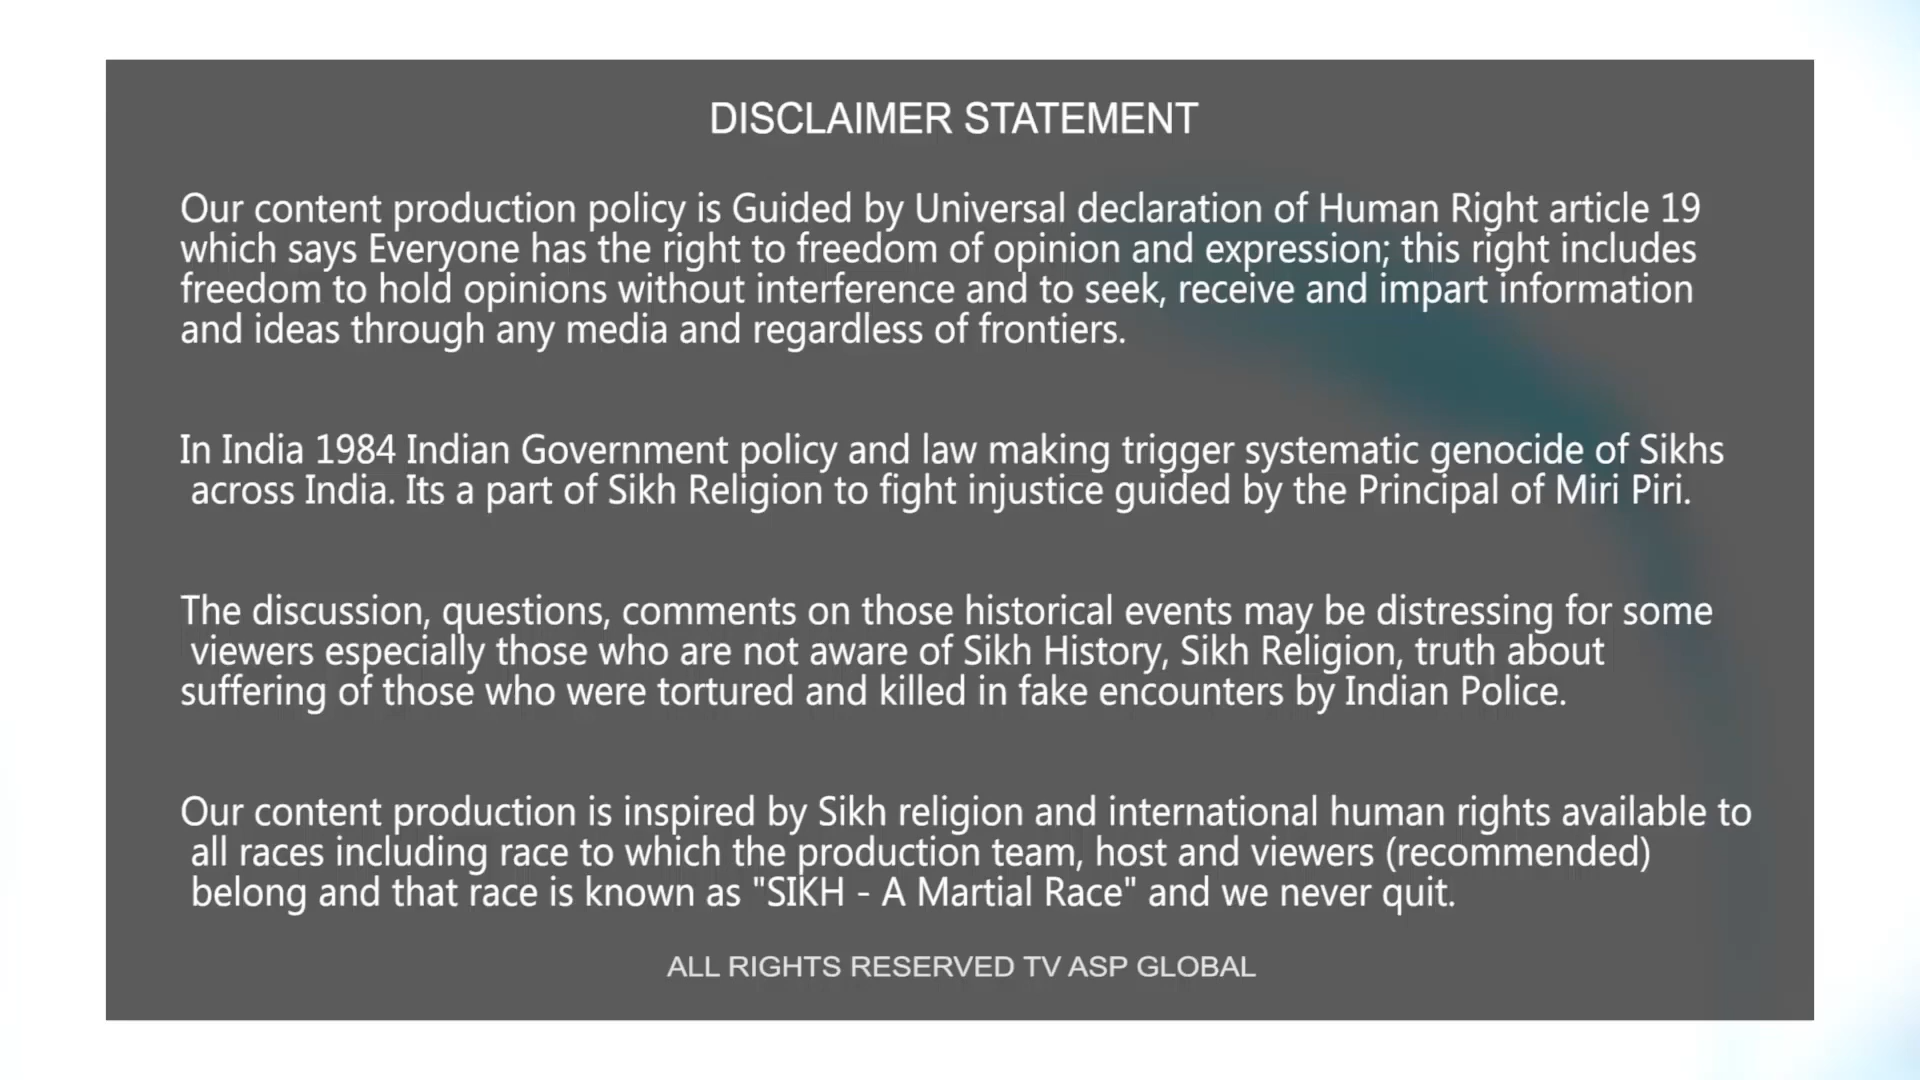 DISCLAIMER STATEMENT
Our content production policy is Guided by Universal declaration of Human Right article 19
which says Everyone has the right to freedom of opinion and expression; this right includes
freedom to hold opinions without interference and to seek, receive and impart information
and ideas through any media and regardless of frontiers.
In India 1984 Indian Government policy and law making trigger systematic genocide of Sikhs
across India. Its a part of Sikh Religion to fight injustice guided by the Principal of Miri Piri.
The discussion, questions, comments on those historical events may be distressing for some
viewers especially those who are not aware of Sikh History, Sikh Religion, truth about
suffering of those who were tortured and killed in fake encounters by Indian Police.
Our content production is inspired by Sikh religion and international human rights available to
all races including race to which the production team, host and viewers (recommended)
belong and that race is known as "SIKH - A Martial Race" and we never quit.
ALL RIGHTS RESERVED TV ASP GLOBAL